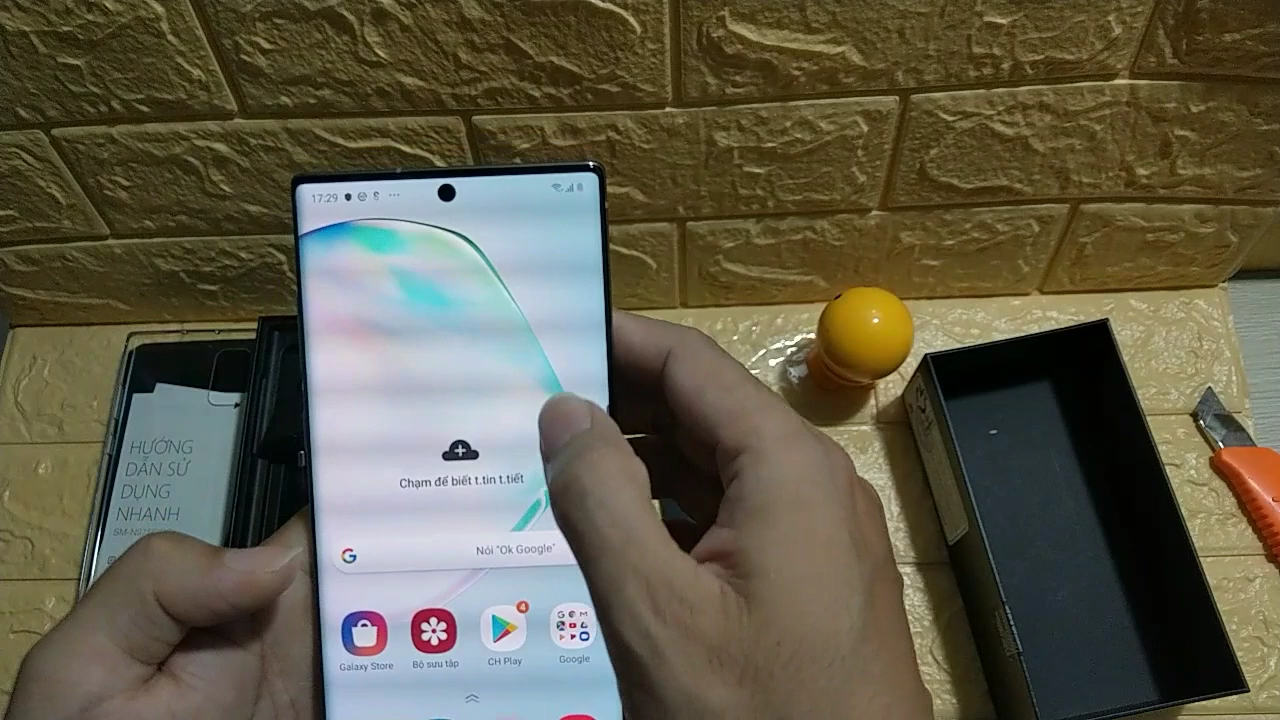 17:29
Chạm để biết t.tin t.tiết
Nói "Ok Google"
Galaxy Store
Bộ sưu tập
CH Play
4
Google
HƯỚNG
DẪN SỬ
DỤNG
NHANH